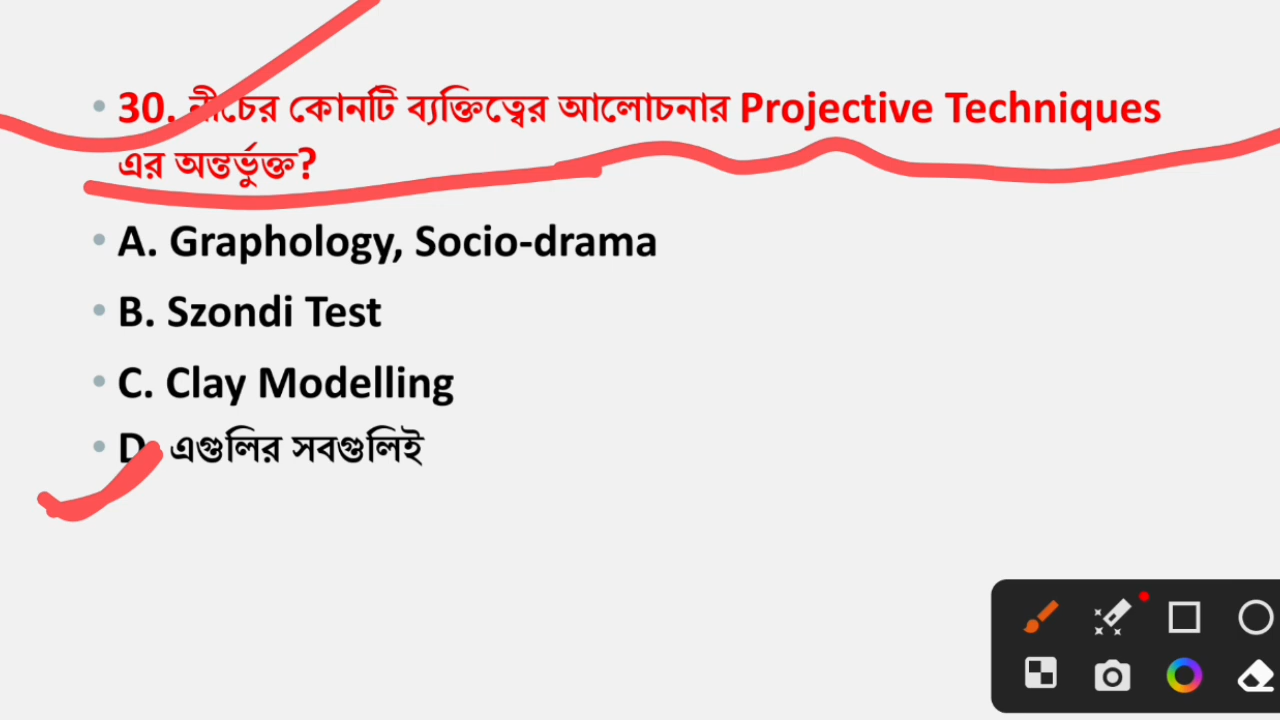 30. নীচের কোনটি ব্যক্তিত্বের আলোচনার Projective Techniques
এর অন্তর্ভুক্ত?
A. Graphology, Socio-drama
B. Szondi Test
C. Clay Modelling
D. এগুলির সবগুলিই